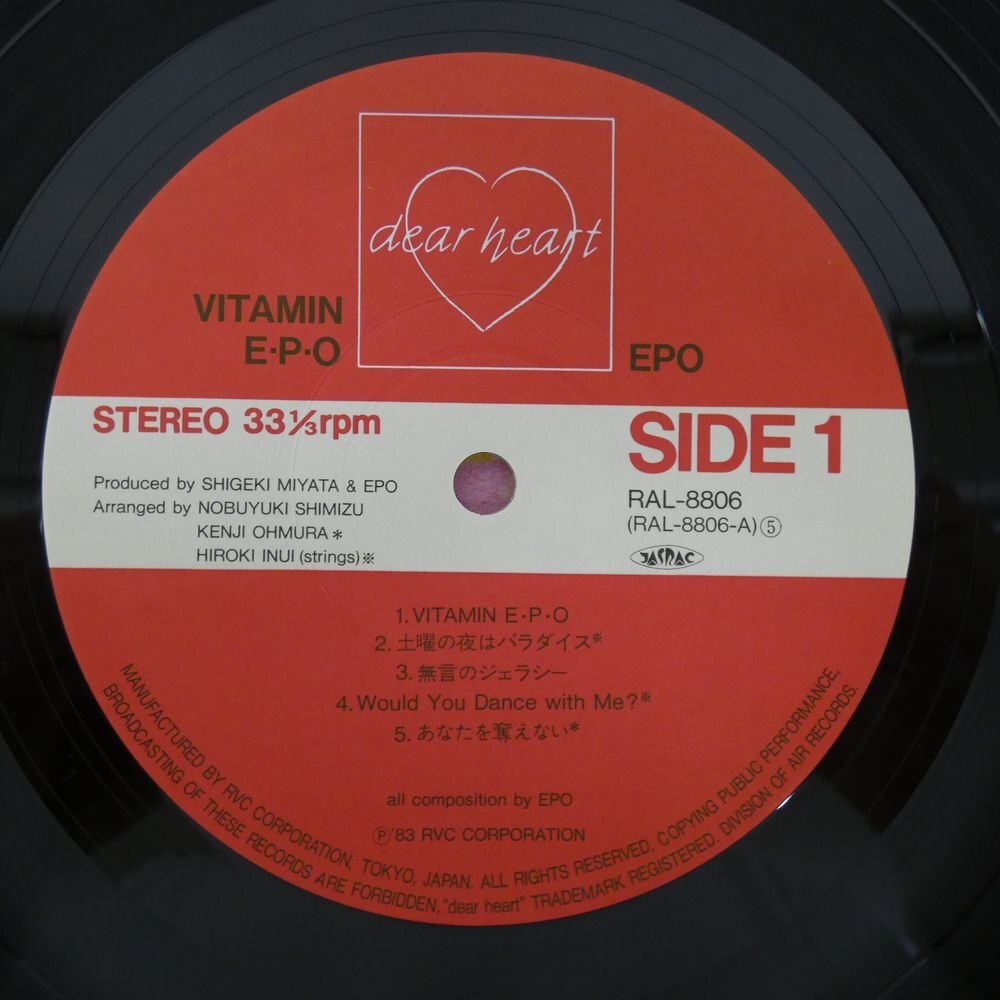 dear heart
VITAMIN
E·P·O
EPO
STEREO 33⅓rpm
SIDE 1
Produced by SHIGEKI MIYATA & EPO
Arranged by NOBUYUKI SHIMIZU
KENJI OHMURA*
HIROKI INUI (strings)※
RAL-8806
(RAL-8806-A)⑤
JASRAC
1. VITAMIN E·P·O
2. 土曜の夜はパラダイス※
3. 無言のジェラシー
4. Would You Dance with Me?※
5. あなたを奪えない*
all composition by EPO
Ⓟ '83 RVC CORPORATION
MANUFACTURED BY RVC CORPORATION, TOKYO, JAPAN. ALL RIGHTS RESERVED. COPYING PUBLIC PERFORMANCE,
BROADCASTING OF THESE RECORDS ARE FORBIDDEN. "dear heart" TRADEMARK REGISTERED. DIVISION OF AIR RECORDS.